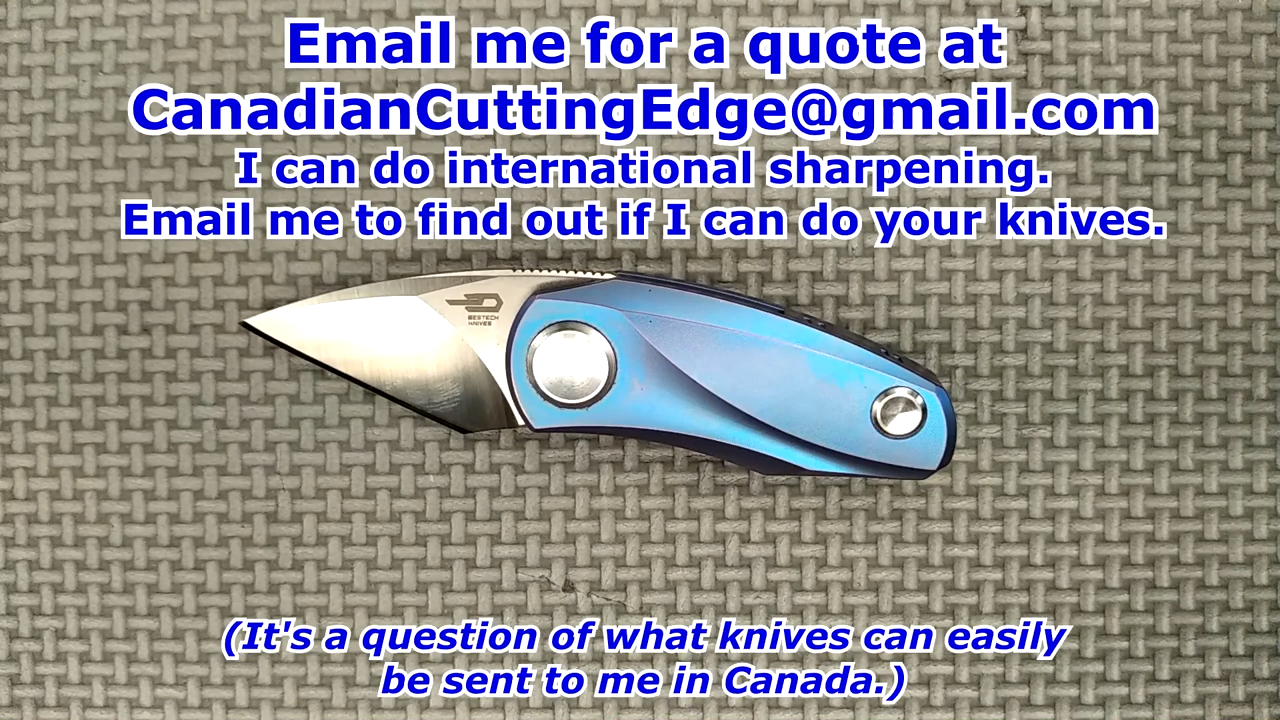 Email me for a quote at
CanadianCuttingEdge@gmail.com
I can do international sharpening.
Email me to find out if I can do your knives.
BESTECH
KNIVES
(It's a question of what knives can easily
be sent to me in Canada.)